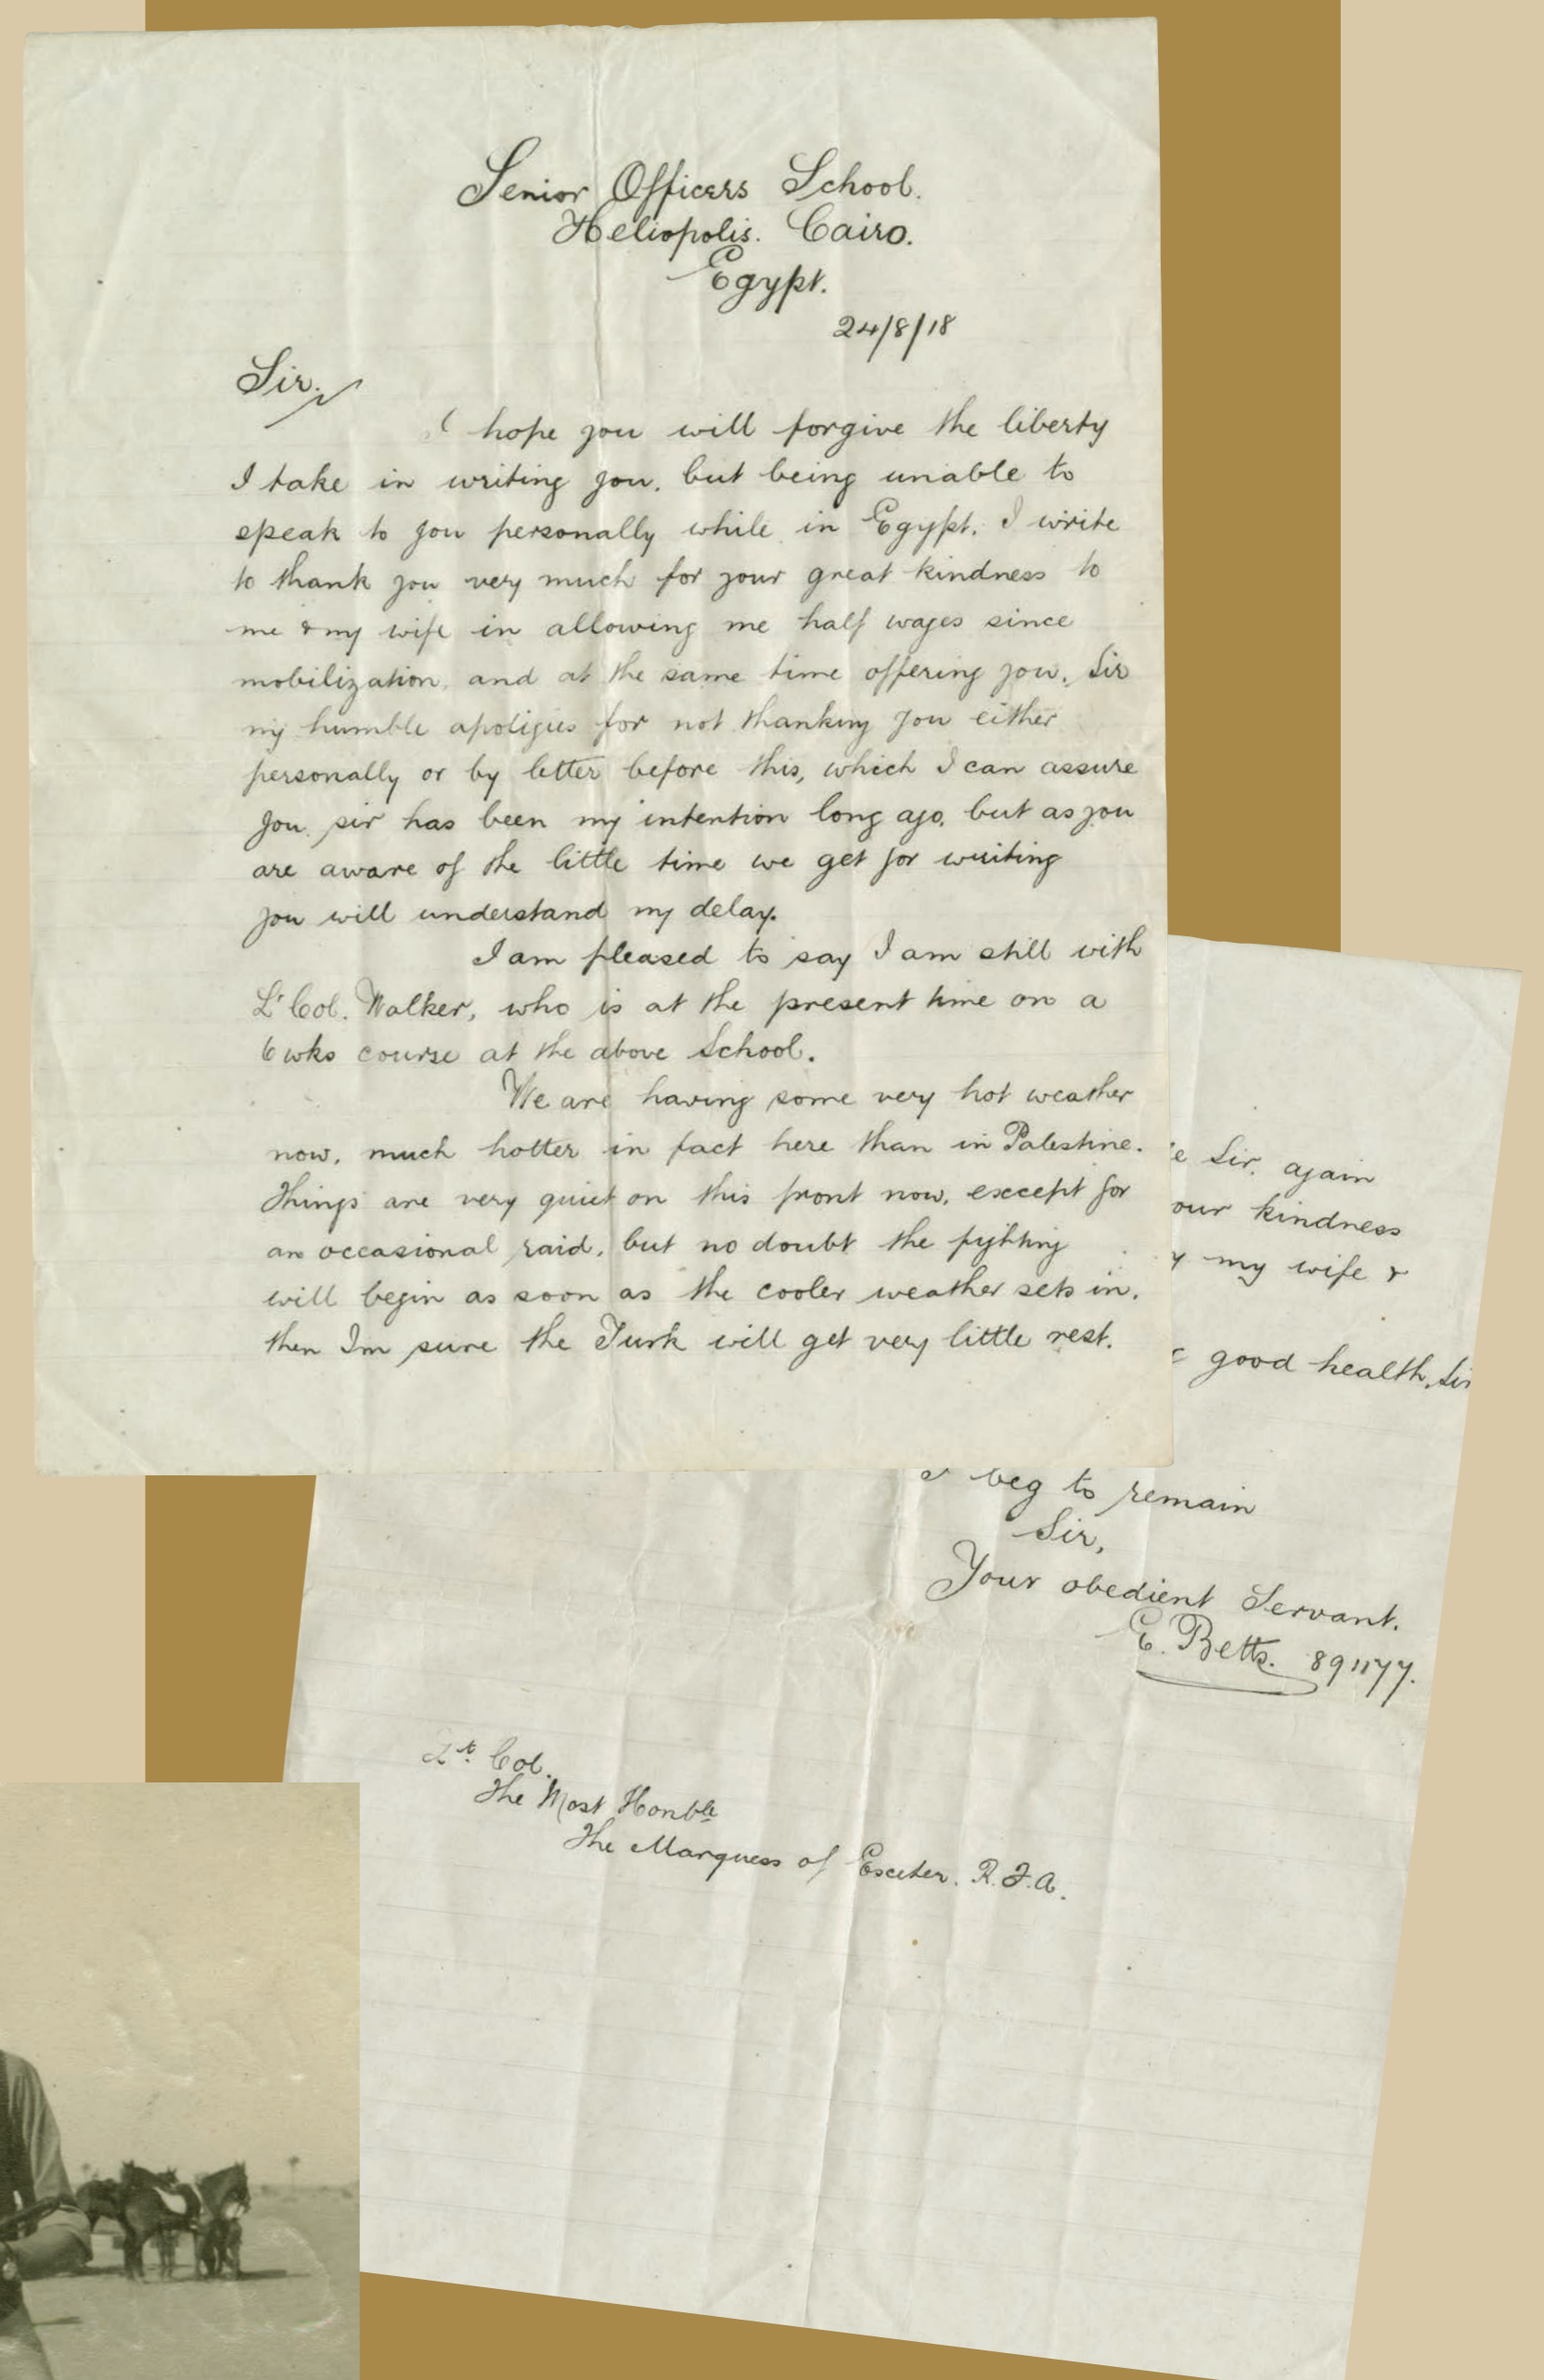 Senior Officers School.
Heliopolis. Cairo.
Egypt.
24/8/18
Sir.
I hope you will forgive the liberty
I take in writing you, but being unable to
speak to you personally while in Egypt. I write
to thank you very much for your great kindness to
me & my wife in allowing me half wages since
mobilization, and at the same time offering you, Sir
my humble apoligies for not thanking you either
personally or by letter before this, which I can assure
you, sir has been my intention long ago, but as you
are aware of the little time we get for writing
you will understand my delay.
I am pleased to say I am still with
Lt Col. Walker, who is at the present time on a
6 wks course at the above School.
We are having some very hot weather
now, much hotter in fact here than in Palestine.
Things are very quiet on this front now, except for
an occasional raid, but no doubt the fighting
will begin as soon as the cooler weather sets in.
then Im sure the Turk will get very little rest.
Sir, again
our kindness
my wife &
good health, Sir
I beg to remain
Sir,
Your obedient Servant.
E. Betts. 891177.
Lt. Col.
The Most Honble
The Marquess of Exeter. R.F.A.